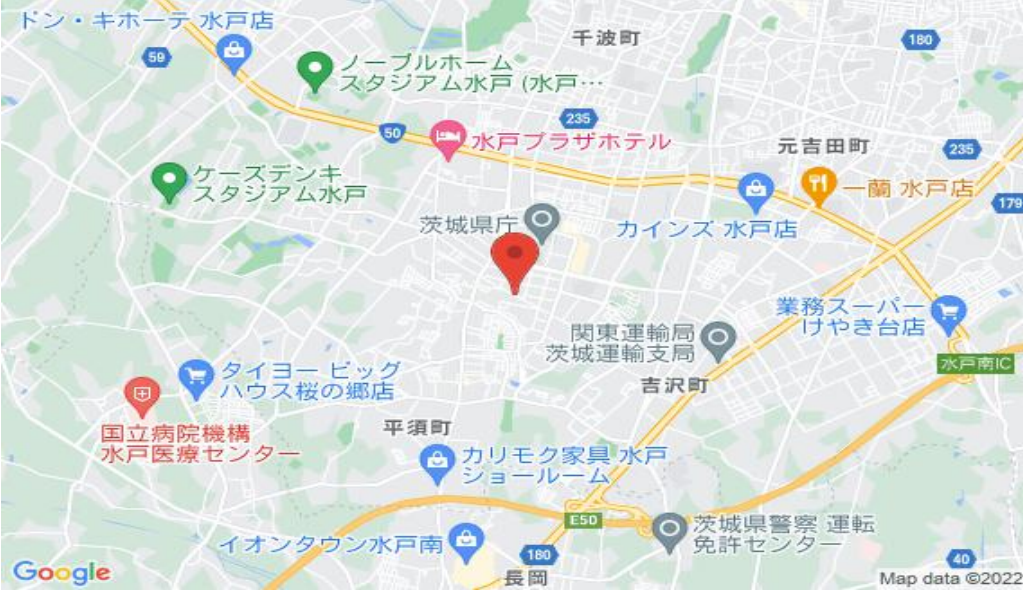 ドン・キホーテ 水戸店
千波町
180
59
ノーブルホーム
スタジアム水戸 (水戸…
235
50
水戸プラザホテル
元吉田町
235
ケーズデンキ
スタジアム水戸
一蘭 水戸店
179
茨城県庁
カインズ 水戸店
業務スーパー
けやき台店
関東運輸局
茨城運輸支局
水戸南IC
タイヨー ビッグ
ハウス桜の郷店
吉沢町
国立病院機構
水戸医療センター
平須町
カリモク家具 水戸
ショールーム
E50
茨城県警察 運転
免許センター
イオンタウン水戸南
180
40
長岡
Google
Map data ©2022